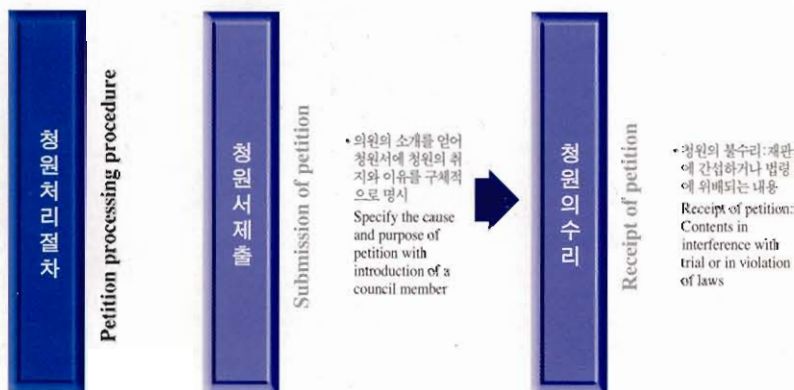 청원처리절차
Petition processing procedure
청원서제출
Submission of petition
• 의원의 소개를 얻어
청원서에 청원의 취
지와 이유를 구체적
으로 명시
Specify the cause
and purpose of
petition with
introduction of a
council member
청원의수리
Receipt of petition
• 청원의 불수리:재판
에 간섭하거나 법령
에 위배되는 내용
Receipt of petition:
Contents in
interference with
trial or in violation
of laws